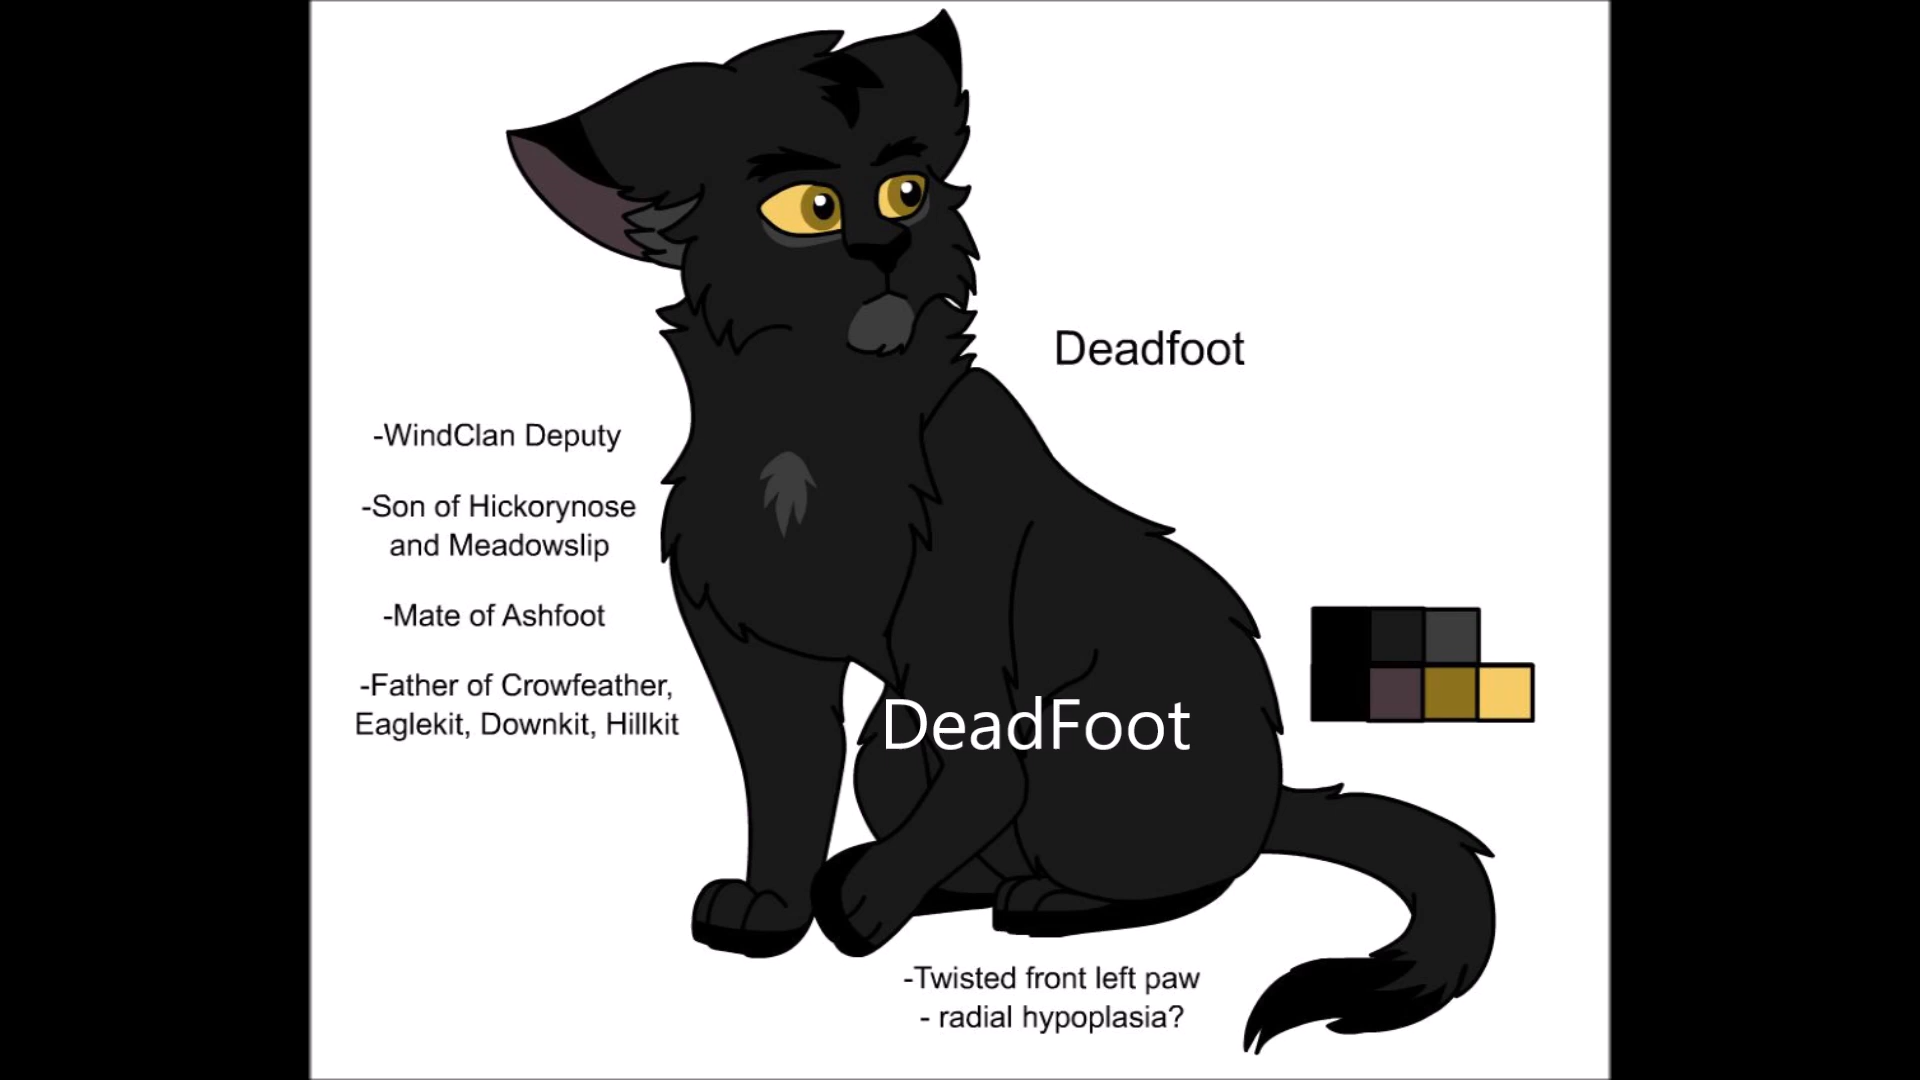 Deadfoot
-WindClan Deputy
-Son of Hickorynose
and Meadowslip
-Mate of Ashfoot
-Father of Crowfeather,
Eaglekit, Downkit, Hillkit
DeadFoot
-Twisted front left paw
- radial hypoplasia?